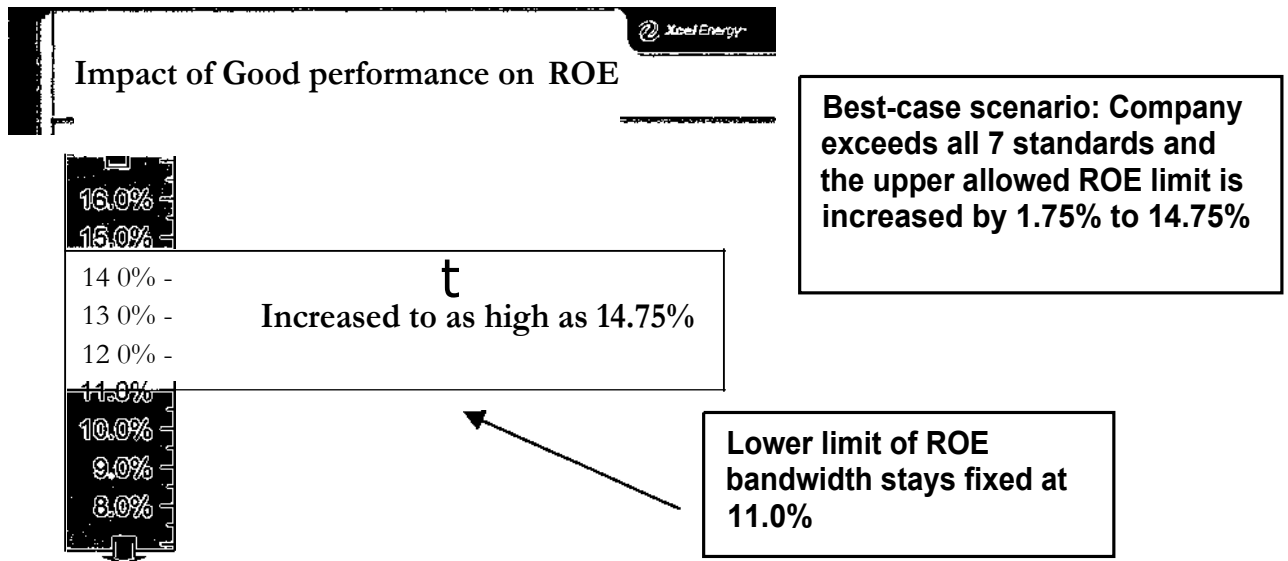 Xcel Energy
Impact of Good performance on ROE
Best-case scenario: Company
exceeds all 7 standards and
the upper allowed ROE limit is
increased by 1.75% to 14.75%
16.0%
15.0%
14 0% -
t
13 0% -
Increased to as high as 14.75%
12 0% -
11.0%
10.0%
9.0%
8.0%
Lower limit of ROE
bandwidth stays fixed at
11.0%